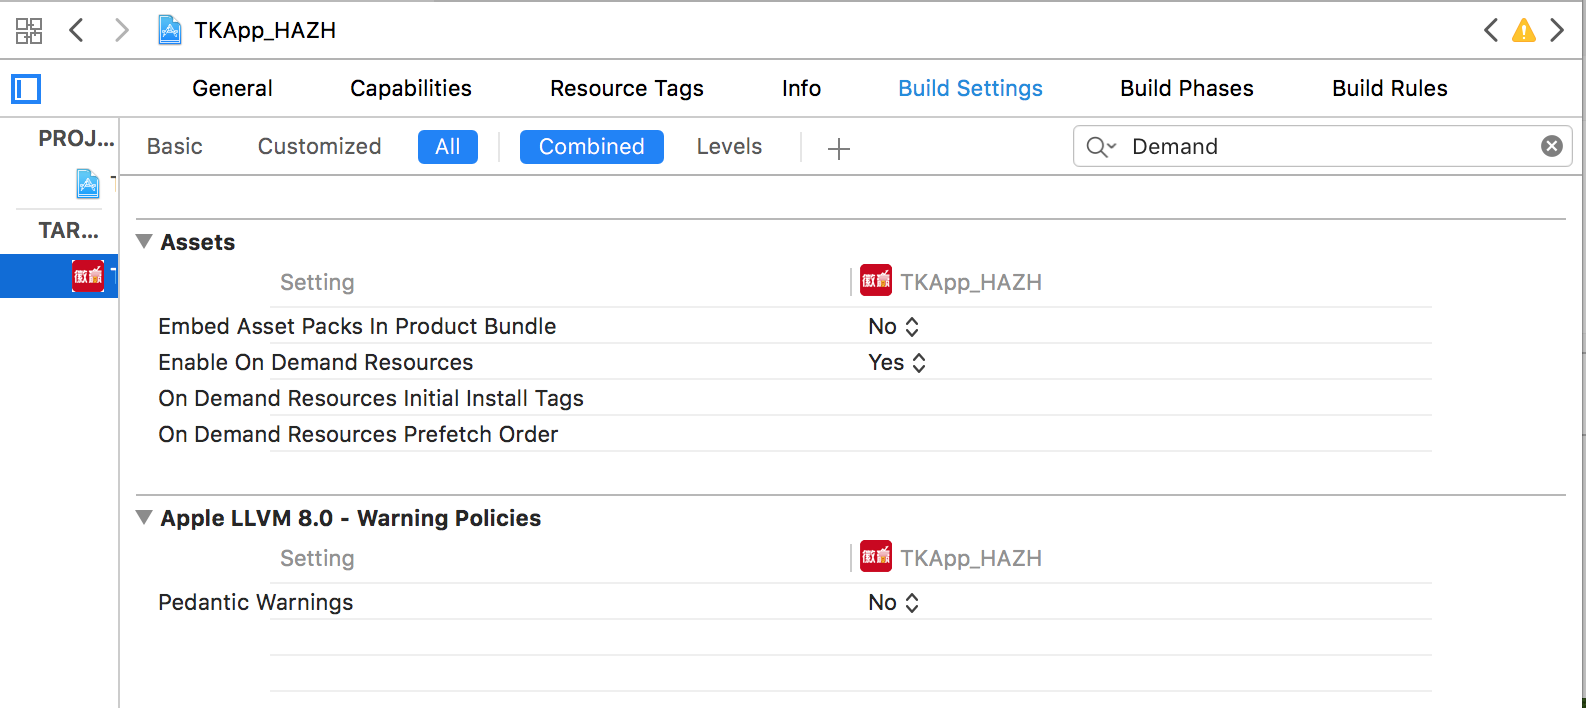 TKApp_HAZH
General Capabilities Resource Tags Info Build Settings Build Phases Build Rules
PROJ...
Basic Customized All Combined Levels Demand
TAR...
Assets
Setting TKApp_HAZH
Embed Asset Packs In Product Bundle No
Enable On Demand Resources Yes
On Demand Resources Initial Install Tags
On Demand Resources Prefetch Order
Apple LLVM 8.0 - Warning Policies
Setting TKApp_HAZH
Pedantic Warnings No